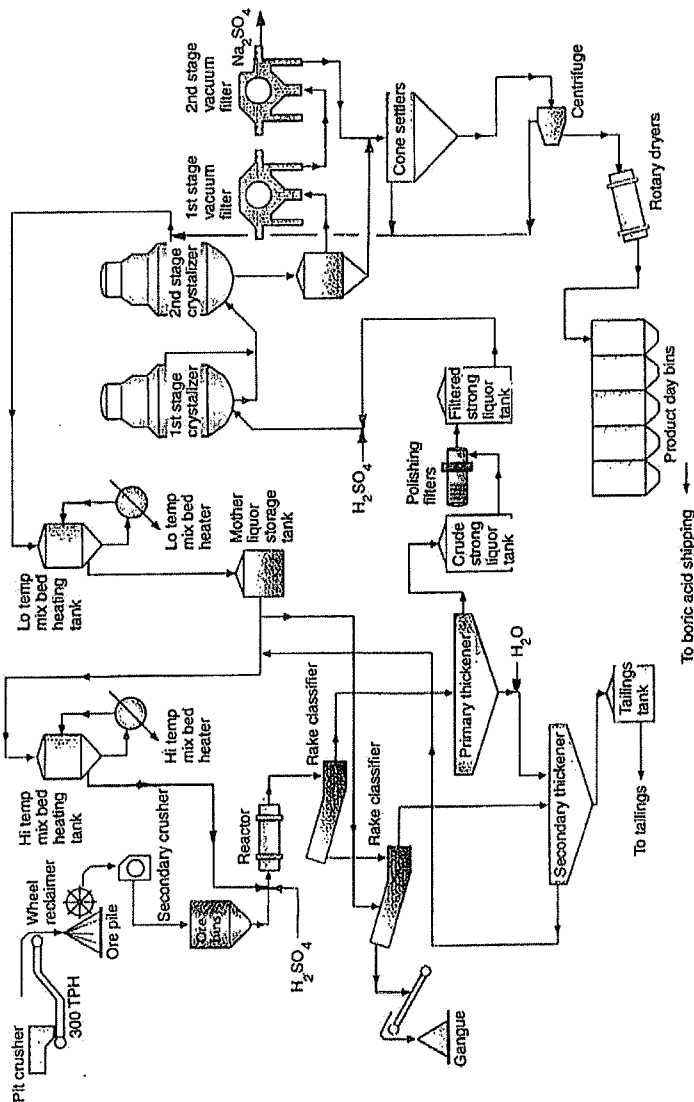 Pit crusher
300 TPH
Wheel
reclaimer
Ore pile
Secondary crusher
Ore
bins
H2SO4
Reactor
Hi temp
mix bed
heating
tank
Hi temp
mix bed
heater
Lo temp
mix bed
heating
tank
Lo temp
mix bed
heater
Mother
liquor
storage
tank
Rake classifier
Rake classifier
Gangue
Primary thickener
H2O
Secondary thickener
Tailings
tank
To tailings
Crude
strong
liquor
tank
Polishing
filters
Filtered
strong
liquor
tank
H2SO4
1st stage
crystalizer
2nd stage
crystalizer
1st stage
vacuum
filter
2nd stage
vacuum
filter
Na2SO4
Cone settlers
Centrifuge
Rotary dryers
Product day bins
To boric acid shipping